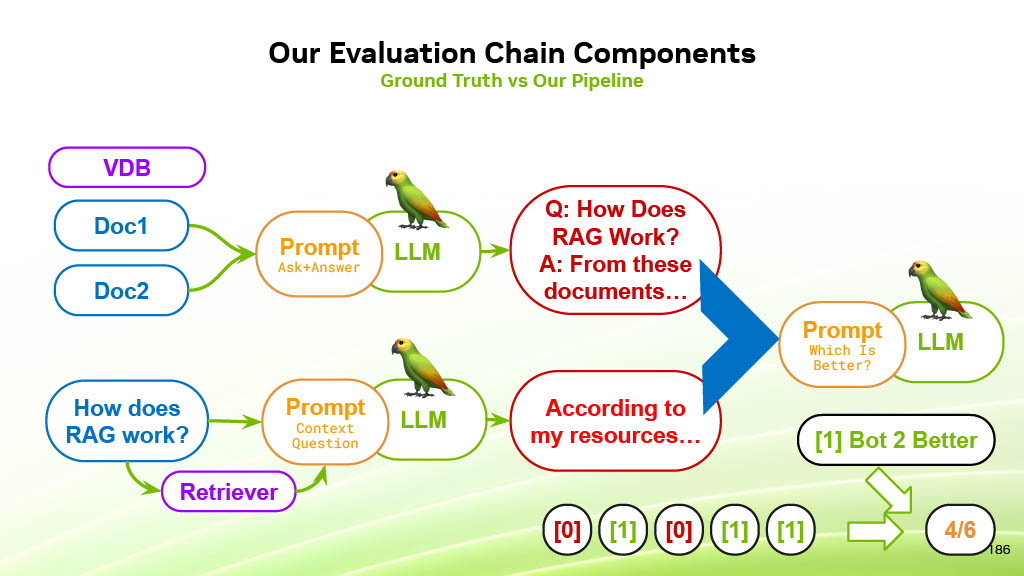 Our Evaluation Chain Components
Ground Truth vs Our Pipeline
VDB
Doc1
Doc2
Prompt
Ask+Answer
LLM
Q: How Does
RAG Work?
A: From these
documents…
How does
RAG work?
Retriever
Prompt
Context
Question
LLM
According to
my resources…
Prompt
Which Is
Better?
LLM
[1] Bot 2 Better
[0]
[1]
[0]
[1]
[1]
4/6
186